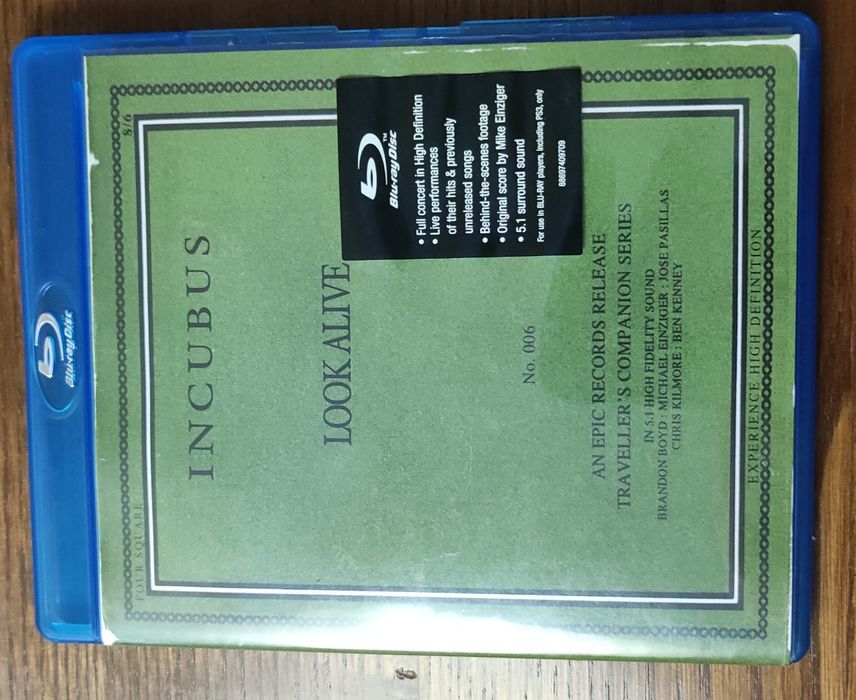 Blu-ray Disc
FOUR SQUARE
8/6
INCUBUS
LOOK ALIVE
Blu-ray Disc™
• Full concert in High Definition
• Live performances
of their hits & previously
unreleased songs
• Behind-the-scenes footage
• Original score by Mike Einziger
• 5.1 surround sound
For use in BLU-RAY players, including PS3, only
88697409709
No. 006
AN EPIC RECORDS RELEASE
TRAVELLER'S COMPANION SERIES
IN 5.1 HIGH FIDELITY SOUND
BRANDON BOYD : MICHAEL EINZIGER : JOSE PASILLAS
CHRIS KILMORE : BEN KENNEY
EXPERIENCE HIGH DEFINITION